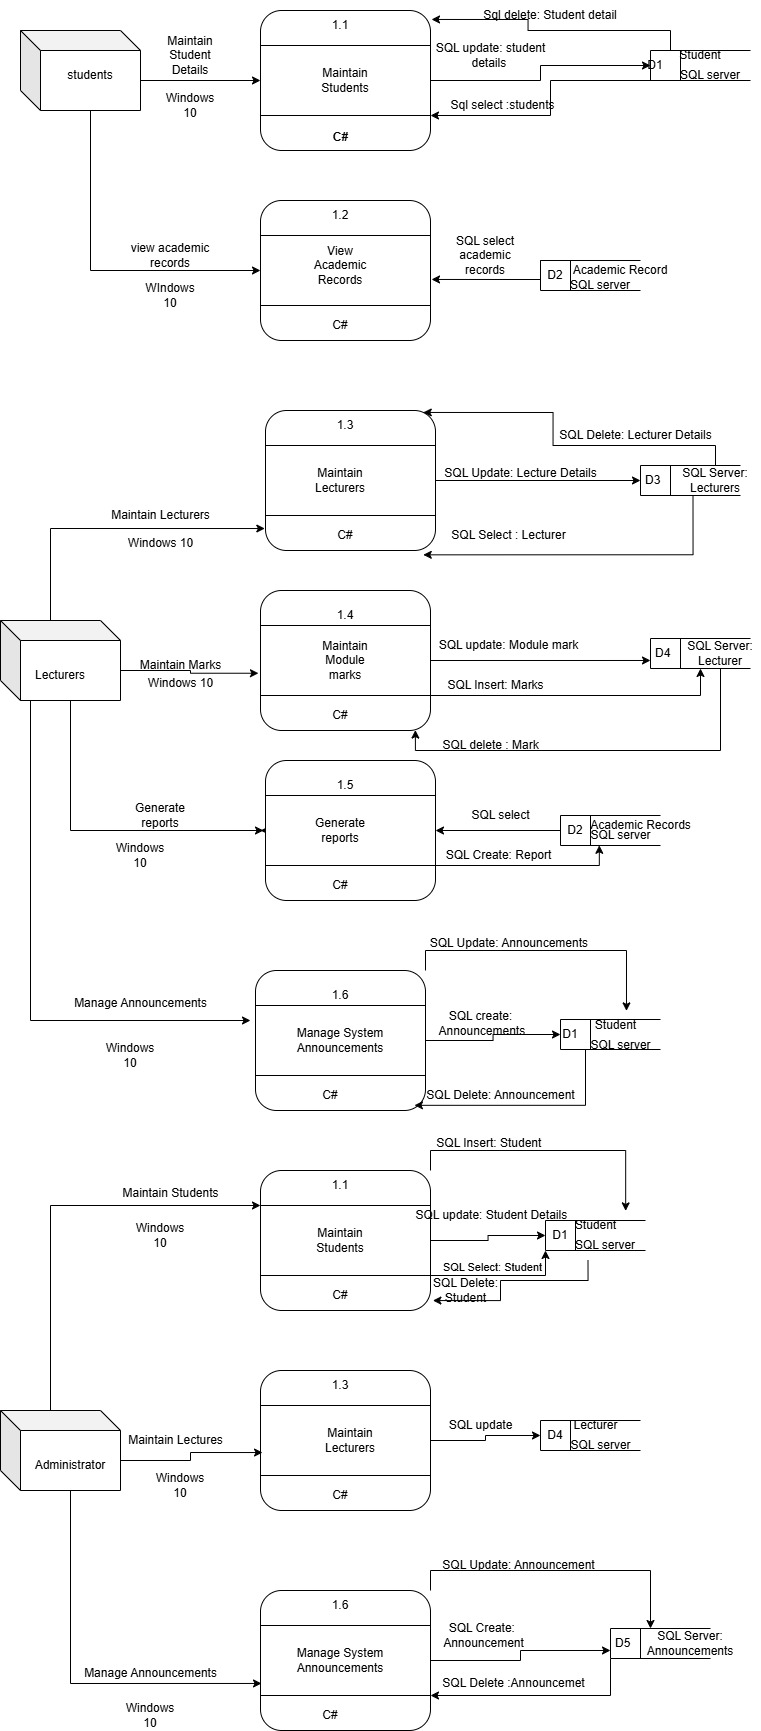 Sql delete: Student detail
1.1
Maintain
Student
Details
SQL update: student
details
Student
D1
SQL server
students
Maintain
Students
Windows
10
Sql select :students
C#
1.2
view academic
records
View
Academic
Records
SQL select
academic
records
D2
Academic Record
SQL server
WIndows
10
C#
1.3
SQL Delete: Lecturer Details
Maintain
Lecturers
SQL Update: Lecture Details
D3
SQL Server:
Lecturers
Maintain Lecturers
Windows 10
C#
SQL Select : Lecturer
1.4
Lecturers
Maintain Marks
Windows 10
Maintain
Module
marks
SQL update: Module mark
D4
SQL Server:
Lecturer
SQL Insert: Marks
C#
SQL delete : Mark
1.5
Generate
reports
Windows
10
Generate
reports
SQL select
D2
Academic Records
SQL server
SQL Create: Report
C#
SQL Update: Announcements
1.6
Manage Announcements
Windows
10
Manage System
Announcements
SQL create:
Announcements
D1
Student
SQL server
C#
SQL Delete: Announcement
SQL Insert: Student
1.1
Maintain Students
Windows
10
Maintain
Students
SQL update: Student Details
D1
Student
SQL server
SQL Select: Student
SQL Delete:
Student
C#
1.3
Administrator
Maintain Lectures
Windows
10
Maintain
Lecturers
SQL update
D4
Lecturer
SQL server
C#
SQL Update: Announcement
1.6
Manage System
Announcements
SQL Create:
Announcement
D5
SQL Server:
Announcements
Manage Announcements
Windows
10
SQL Delete :Announcemet
C#